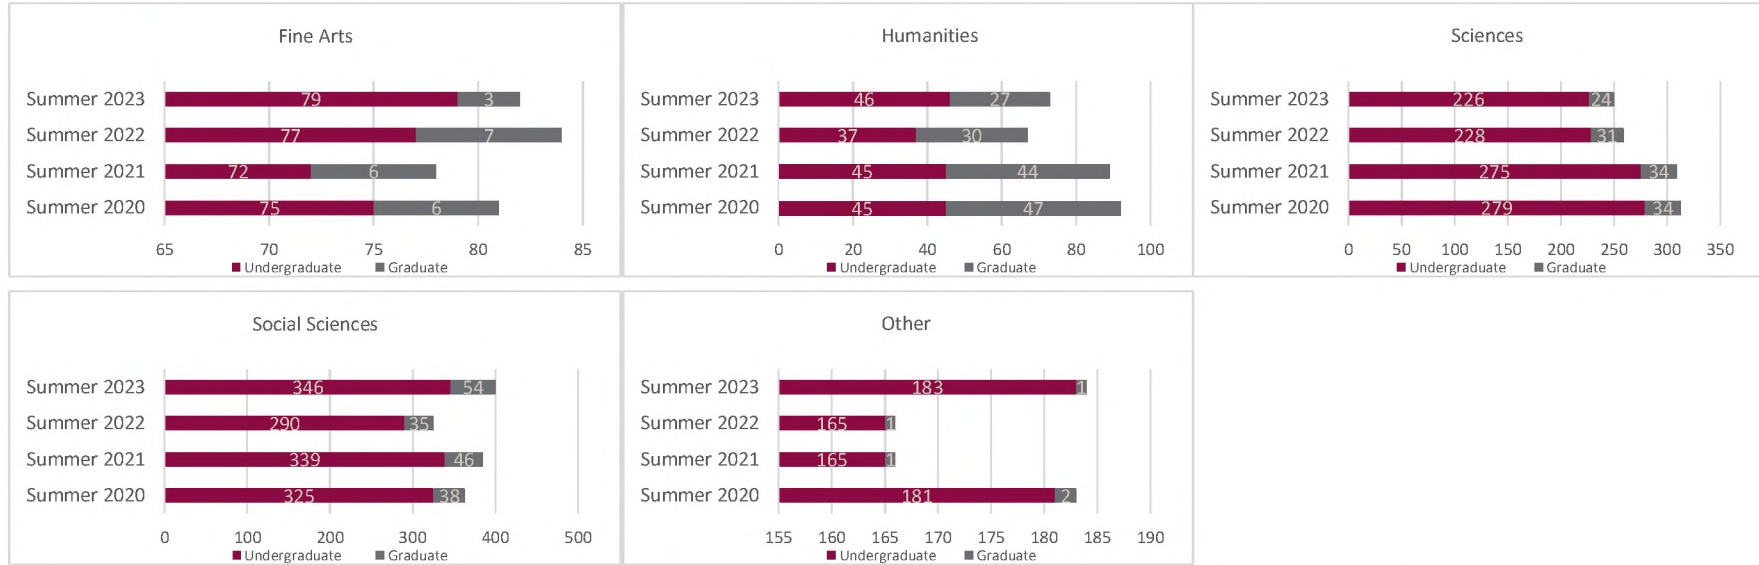 Fine Arts
Summer 2023 79 3
Summer 2022 77 7
Summer 2021 72 6
Summer 2020 75 6
65 70 75 80 85
Undergraduate Graduate
Humanities
Summer 2023 46 27
Summer 2022 37 30
Summer 2021 45 44
Summer 2020 45 47
0 20 40 60 80 100
Undergraduate Graduate
Sciences
Summer 2023 226 24
Summer 2022 228 31
Summer 2021 275 34
Summer 2020 279 34
0 50 100 150 200 250 300 350
Undergraduate Graduate
Social Sciences
Summer 2023 346 54
Summer 2022 290 35
Summer 2021 339 46
Summer 2020 325 38
0 100 200 300 400 500
Undergraduate Graduate
Other
Summer 2023 183 1
Summer 2022 165 1
Summer 2021 165 1
Summer 2020 181 2
155 160 165 170 175 180 185 190
Undergraduate Graduate